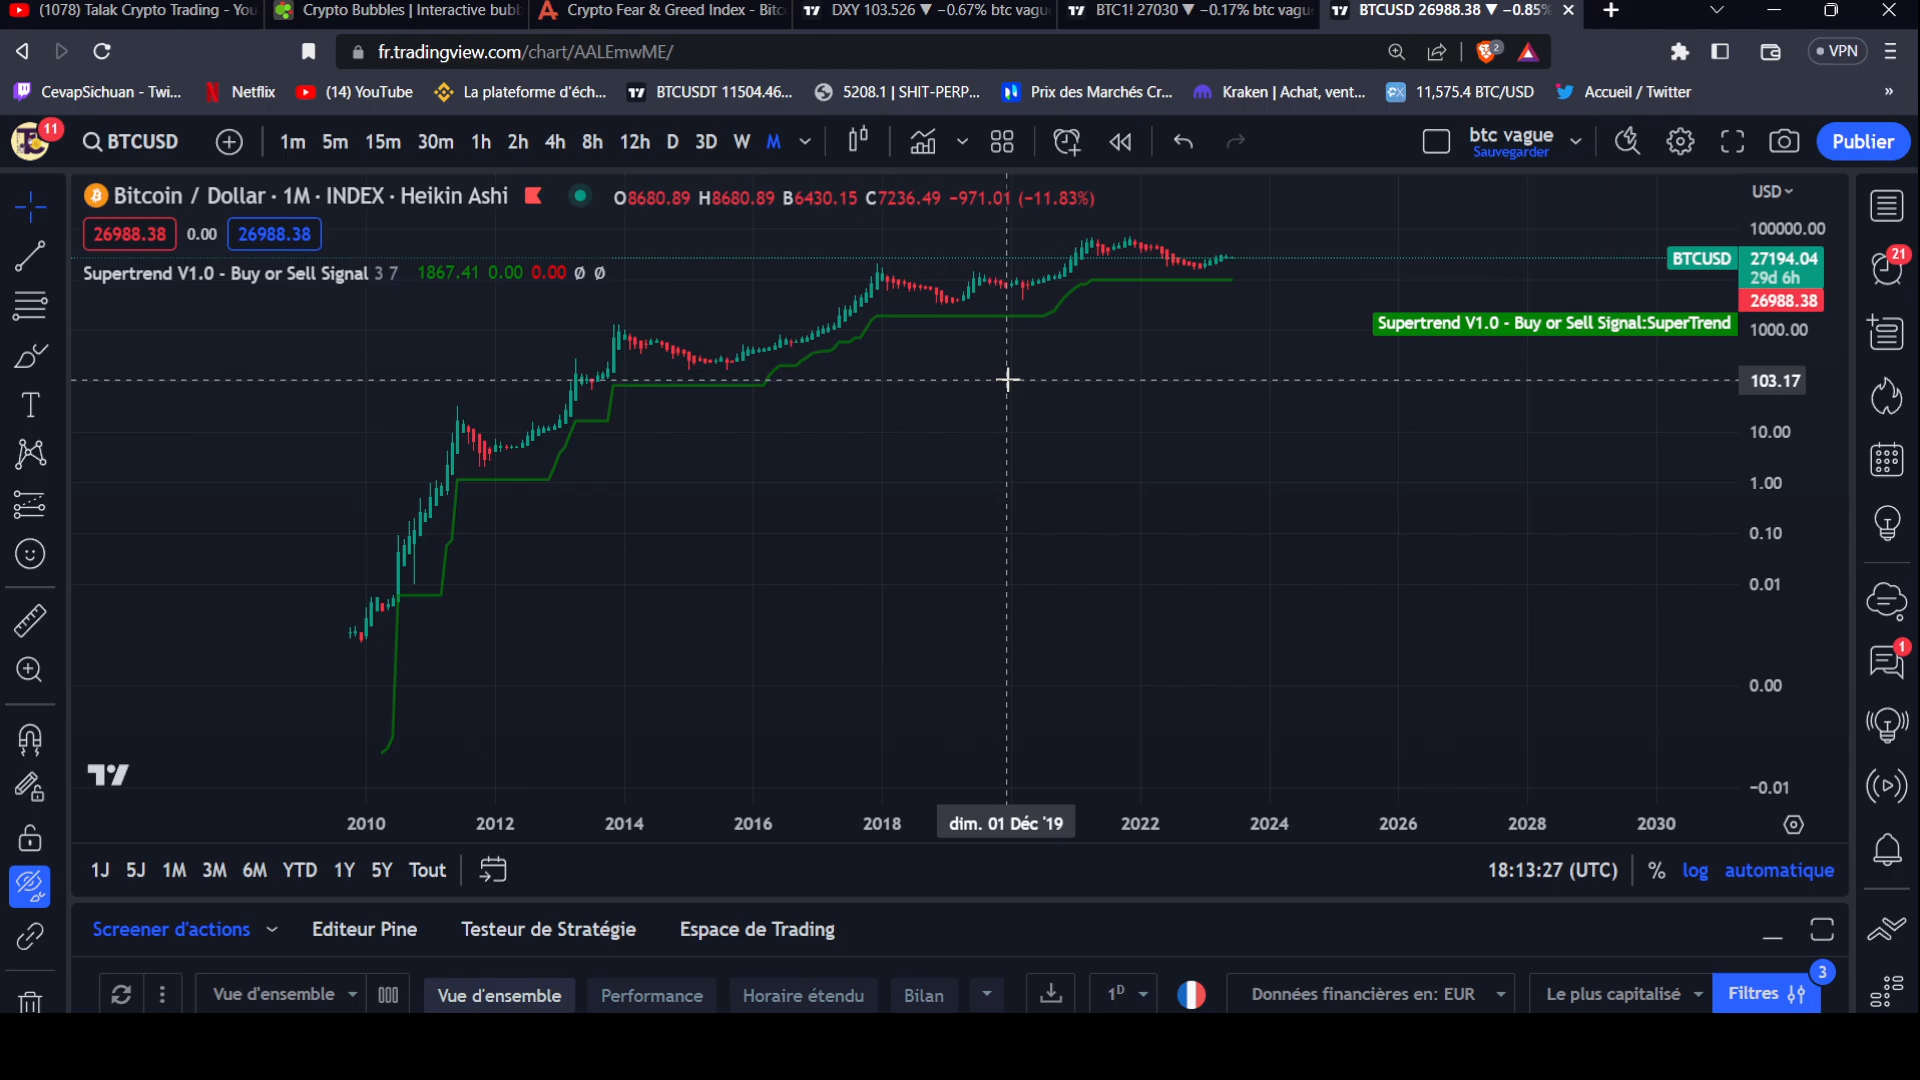 (1078) Talak Crypto Trading - You
Crypto Bubbles | Interactive bubb
Crypto Fear & Greed Index - Bitco
DXY 103.526 ▼ −0.67% btc vagu
BTC1! 27030 ▼ −0.17% btc vagu
BTCUSD 26988.38 ▼ −0.85%
fr.tradingview.com/chart/AALEmwME/
2
VPN
CevapSichuan - Twi...
Netflix
(14) YouTube
La plateforme d'éch...
BTCUSDT 11504.46...
5208.1 | SHIT-PERP...
Prix des Marchés Cr...
Kraken | Achat, vent...
11,575.4 BTC/USD
Accueil / Twitter
»
11
BTCUSD
1m 5m 15m 30m 1h 2h 4h 8h 12h D 3D W M
btc vague
Sauvegarder
Publier
Bitcoin / Dollar · 1M · INDEX · Heikin Ashi
O8680.89 H8680.89 B6430.15 C7236.49 −971.01 (−11.83%)
USD
26988.38 0.00 26988.38
100000.00
Supertrend V1.0 - Buy or Sell Signal 3 7 1867.41 0.00 0.00 Ø Ø
BTCUSD 27194.04
29d 6h
26988.38
21
Supertrend V1.0 - Buy or Sell Signal:SuperTrend
1000.00
103.17
10.00
1.00
0.10
0.01
0.00
−0.01
1
2010 2012 2014 2016 2018 dim. 01 Déc '19 2022 2024 2026 2028 2030
1J 5J 1M 3M 6M YTD 1Y 5Y Tout
18:13:27 (UTC) % log automatique
Screener d'actions
Editeur Pine
Testeur de Stratégie
Espace de Trading
Vue d'ensemble
Vue d'ensemble
Performance
Horaire étendu
Bilan
1D
Données financières en: EUR
Le plus capitalisé
Filtres
3